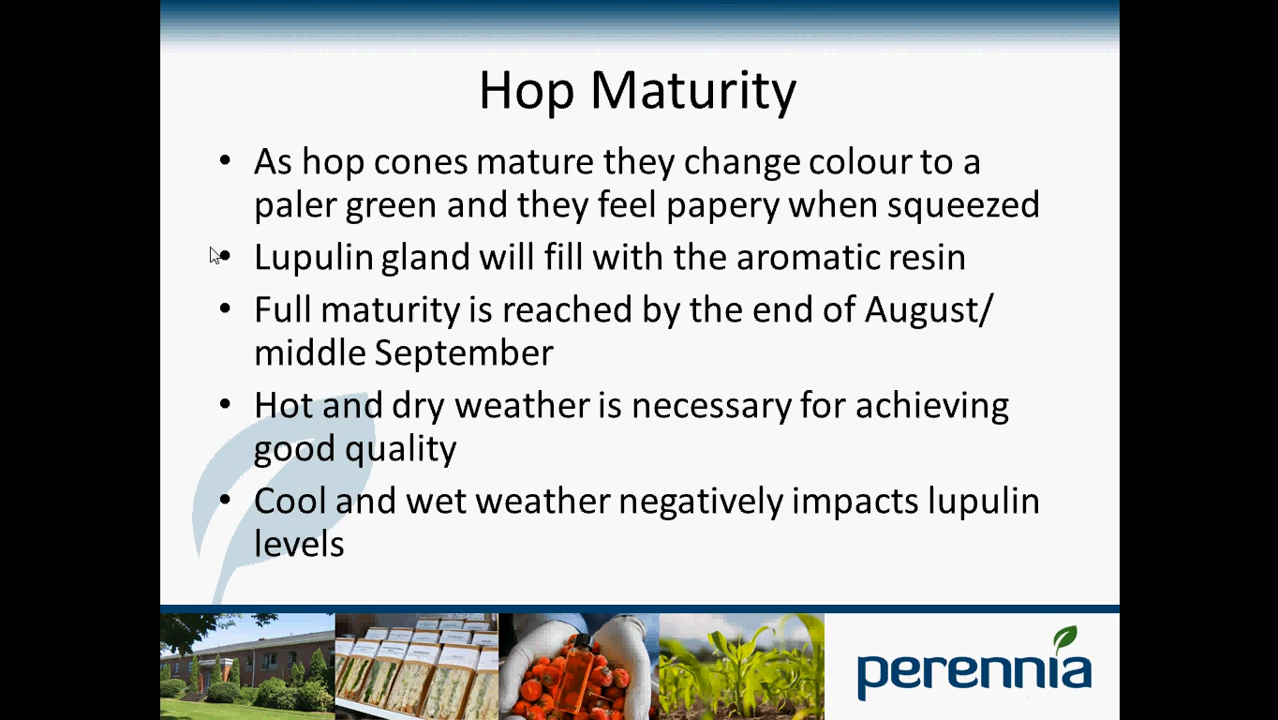 Hop Maturity
• As hop cones mature they change colour to a
paler green and they feel papery when squeezed
• Lupulin gland will fill with the aromatic resin
• Full maturity is reached by the end of August/
middle September
• Hot and dry weather is necessary for achieving
good quality
• Cool and wet weather negatively impacts lupulin
levels
perennia